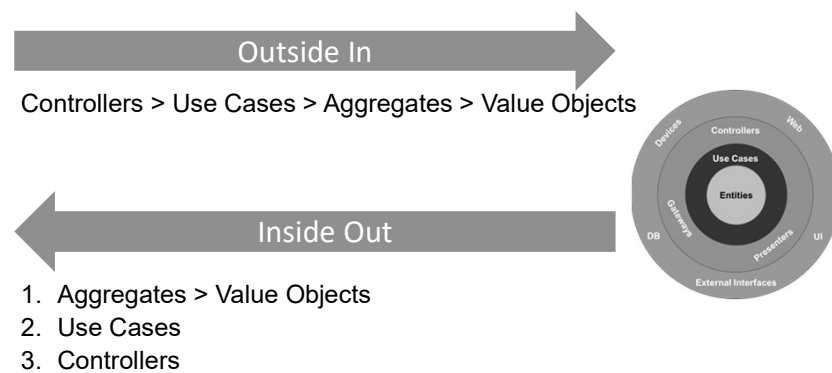 Outside In
Controllers > Use Cases > Aggregates > Value Objects
Devices
Web
Controllers
Use Cases
Entities
Gateways
Presenters
DB
UI
External Interfaces
Inside Out
1. Aggregates > Value Objects
2. Use Cases
3. Controllers